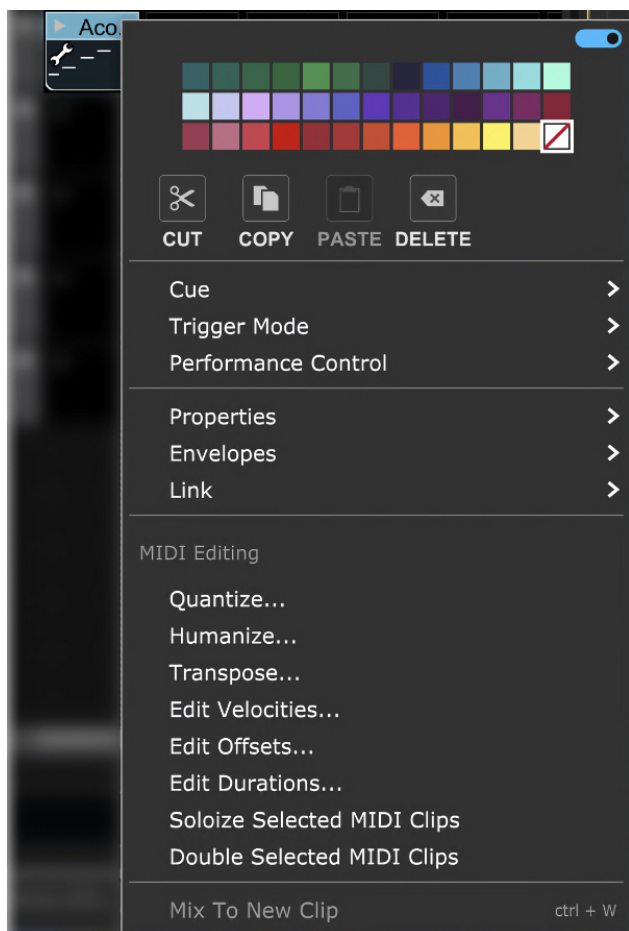 Aco.
CUT COPY PASTE DELETE
Cue
Trigger Mode
Performance Control
Properties
Envelopes
Link
MIDI Editing
Quantize...
Humanize...
Transpose...
Edit Velocities...
Edit Offsets...
Edit Durations...
Soloize Selected MIDI Clips
Double Selected MIDI Clips
Mix To New Clip ctrl + W